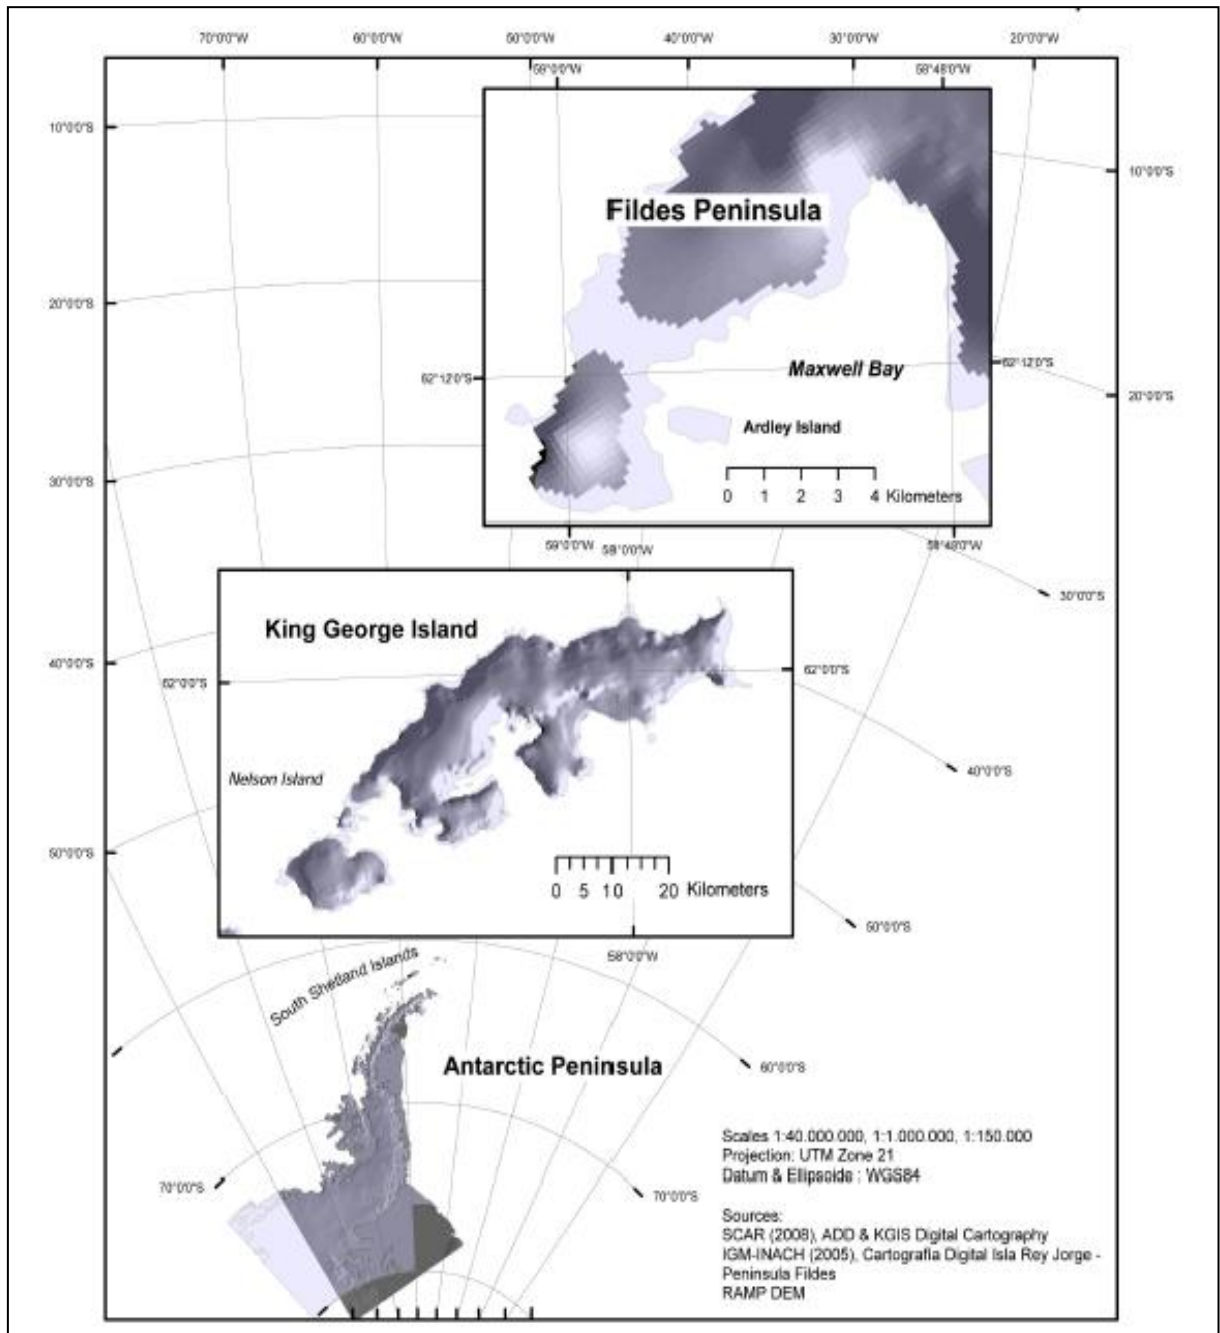 70°0'0"W 60°0'0"W 50°0'0"W 40°0'0"W 30°0'0"W 20°0'0"W
59°0'0"W 58°48'0"W
10°0'0"S
10°0'0"S
Fildes Peninsula
20°0'0"S
Maxwell Bay
62°12'0"S
62°12'0"S
20°0'0"S
Ardley Island
30°0'0"S
0 1 2 3 4 Kilometers
59°0'0"W 58°0'0"W 58°48'0"W
30°0'0"S
King George Island
40°0'0"S
62°0'0"S
62°0'0"S
Nelson Island
40°0'0"S
50°0'0"S
0 5 10 20 Kilometers
50°0'0"S
58°0'0"W
South Shetland Islands
Antarctic Peninsula
60°0'0"S
70°0'0"S
70°0'0"S
Scales 1:40.000.000, 1:1.000.000, 1:150.000
Projection: UTM Zone 21
Datum & Ellipsoide : WGS84
Sources:
SCAR (2008), ADD & KGIS Digital Cartography
IGM-INACH (2005), Cartografia Digital Isla Rey Jorge -
Peninsula Fildes
RAMP DEM